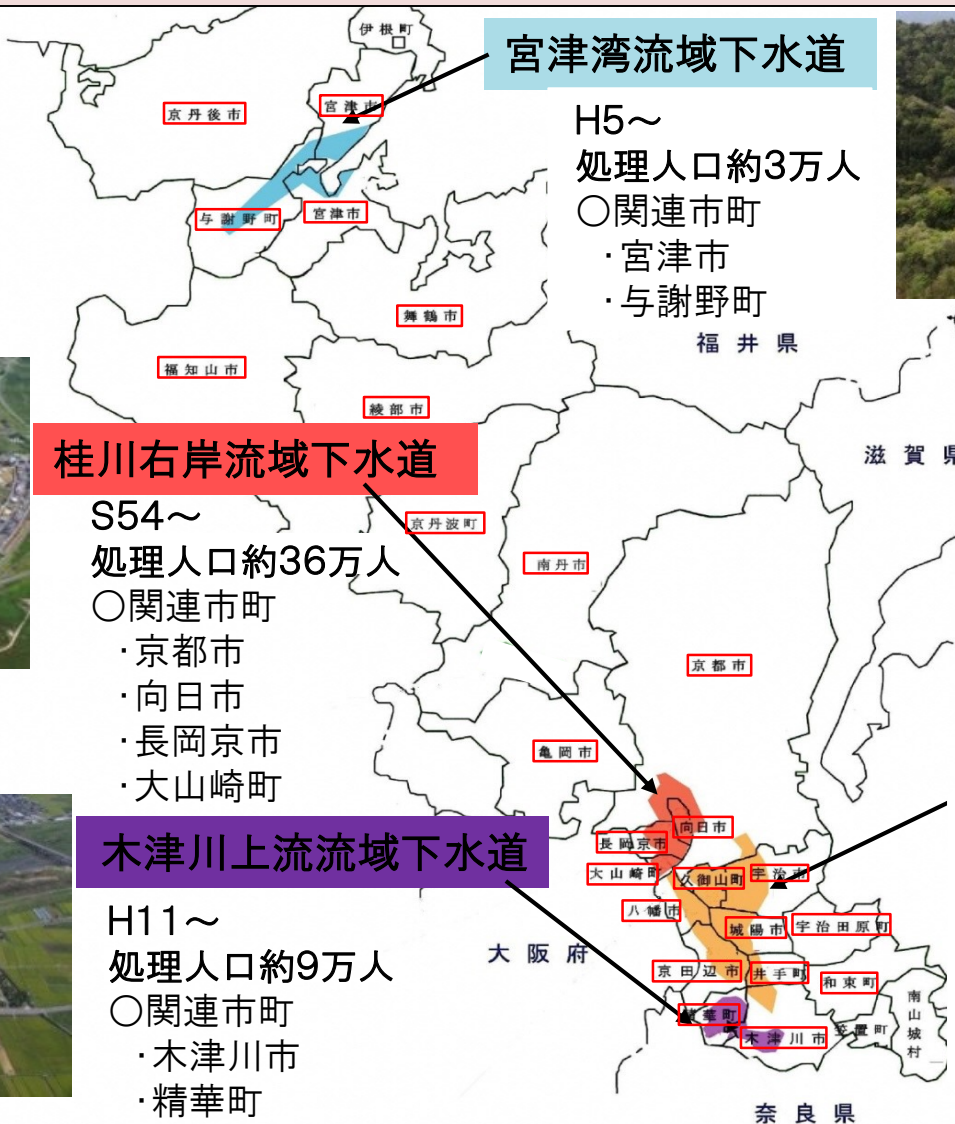 伊根町
宮津湾流域下水道
宮津市
京丹後市
H5～
処理人口約3万人
○関連市町
・宮津市
・与謝野町
与謝野町
宮津市
舞鶴市
福井県
福知山市
綾部市
滋賀県
桂川右岸流域下水道
S54～
処理人口約36万人
○関連市町
・京都市
・向日市
・長岡京市
・大山崎町
京丹波町
南丹市
京都市
亀岡市
向日市
長岡京市
大山崎町
久御山町
宇治市
八幡市
城陽市
宇治田原町
大阪府
京田辺市
井手町
和束町
南山城村
精華町
木津川市
笠置町
奈良県
木津川上流流域下水道
H11～
処理人口約9万人
○関連市町
・木津川市
・精華町